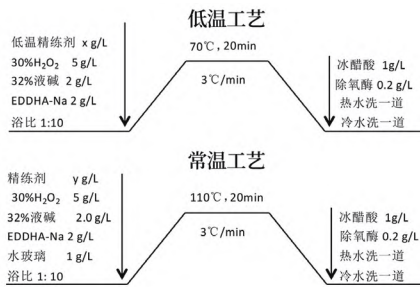 低温工艺
低温精练剂 x g/L
30%H₂O₂ 5 g/L
32%液碱 2 g/L
EDDHA-Na 2 g/L
浴比 1:10
70℃,20min
3℃/min
冰醋酸 1g/L
除氧酶 0.2 g/L
热水洗一道
冷水洗一道
常温工艺
精练剂 y g/L
30%H₂O₂ 5 g/L
32%液碱 2.0 g/L
EDDHA-Na 2 g/L
水玻璃 1 g/L
浴比 1: 10
110℃,20min
3℃/min
冰醋酸 1g/L
除氧酶 0.2 g/L
热水洗一道
冷水洗一道